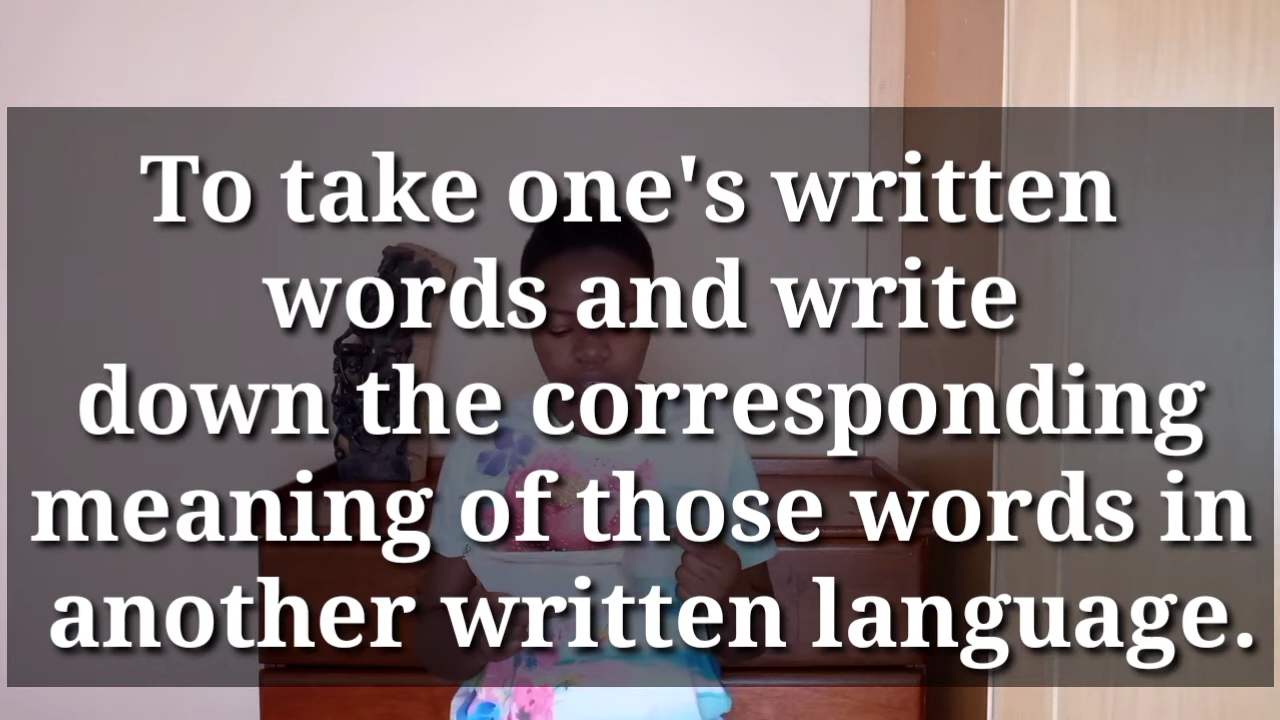 To take one's written
words and write
down the corresponding
meaning of those words in
another written language.